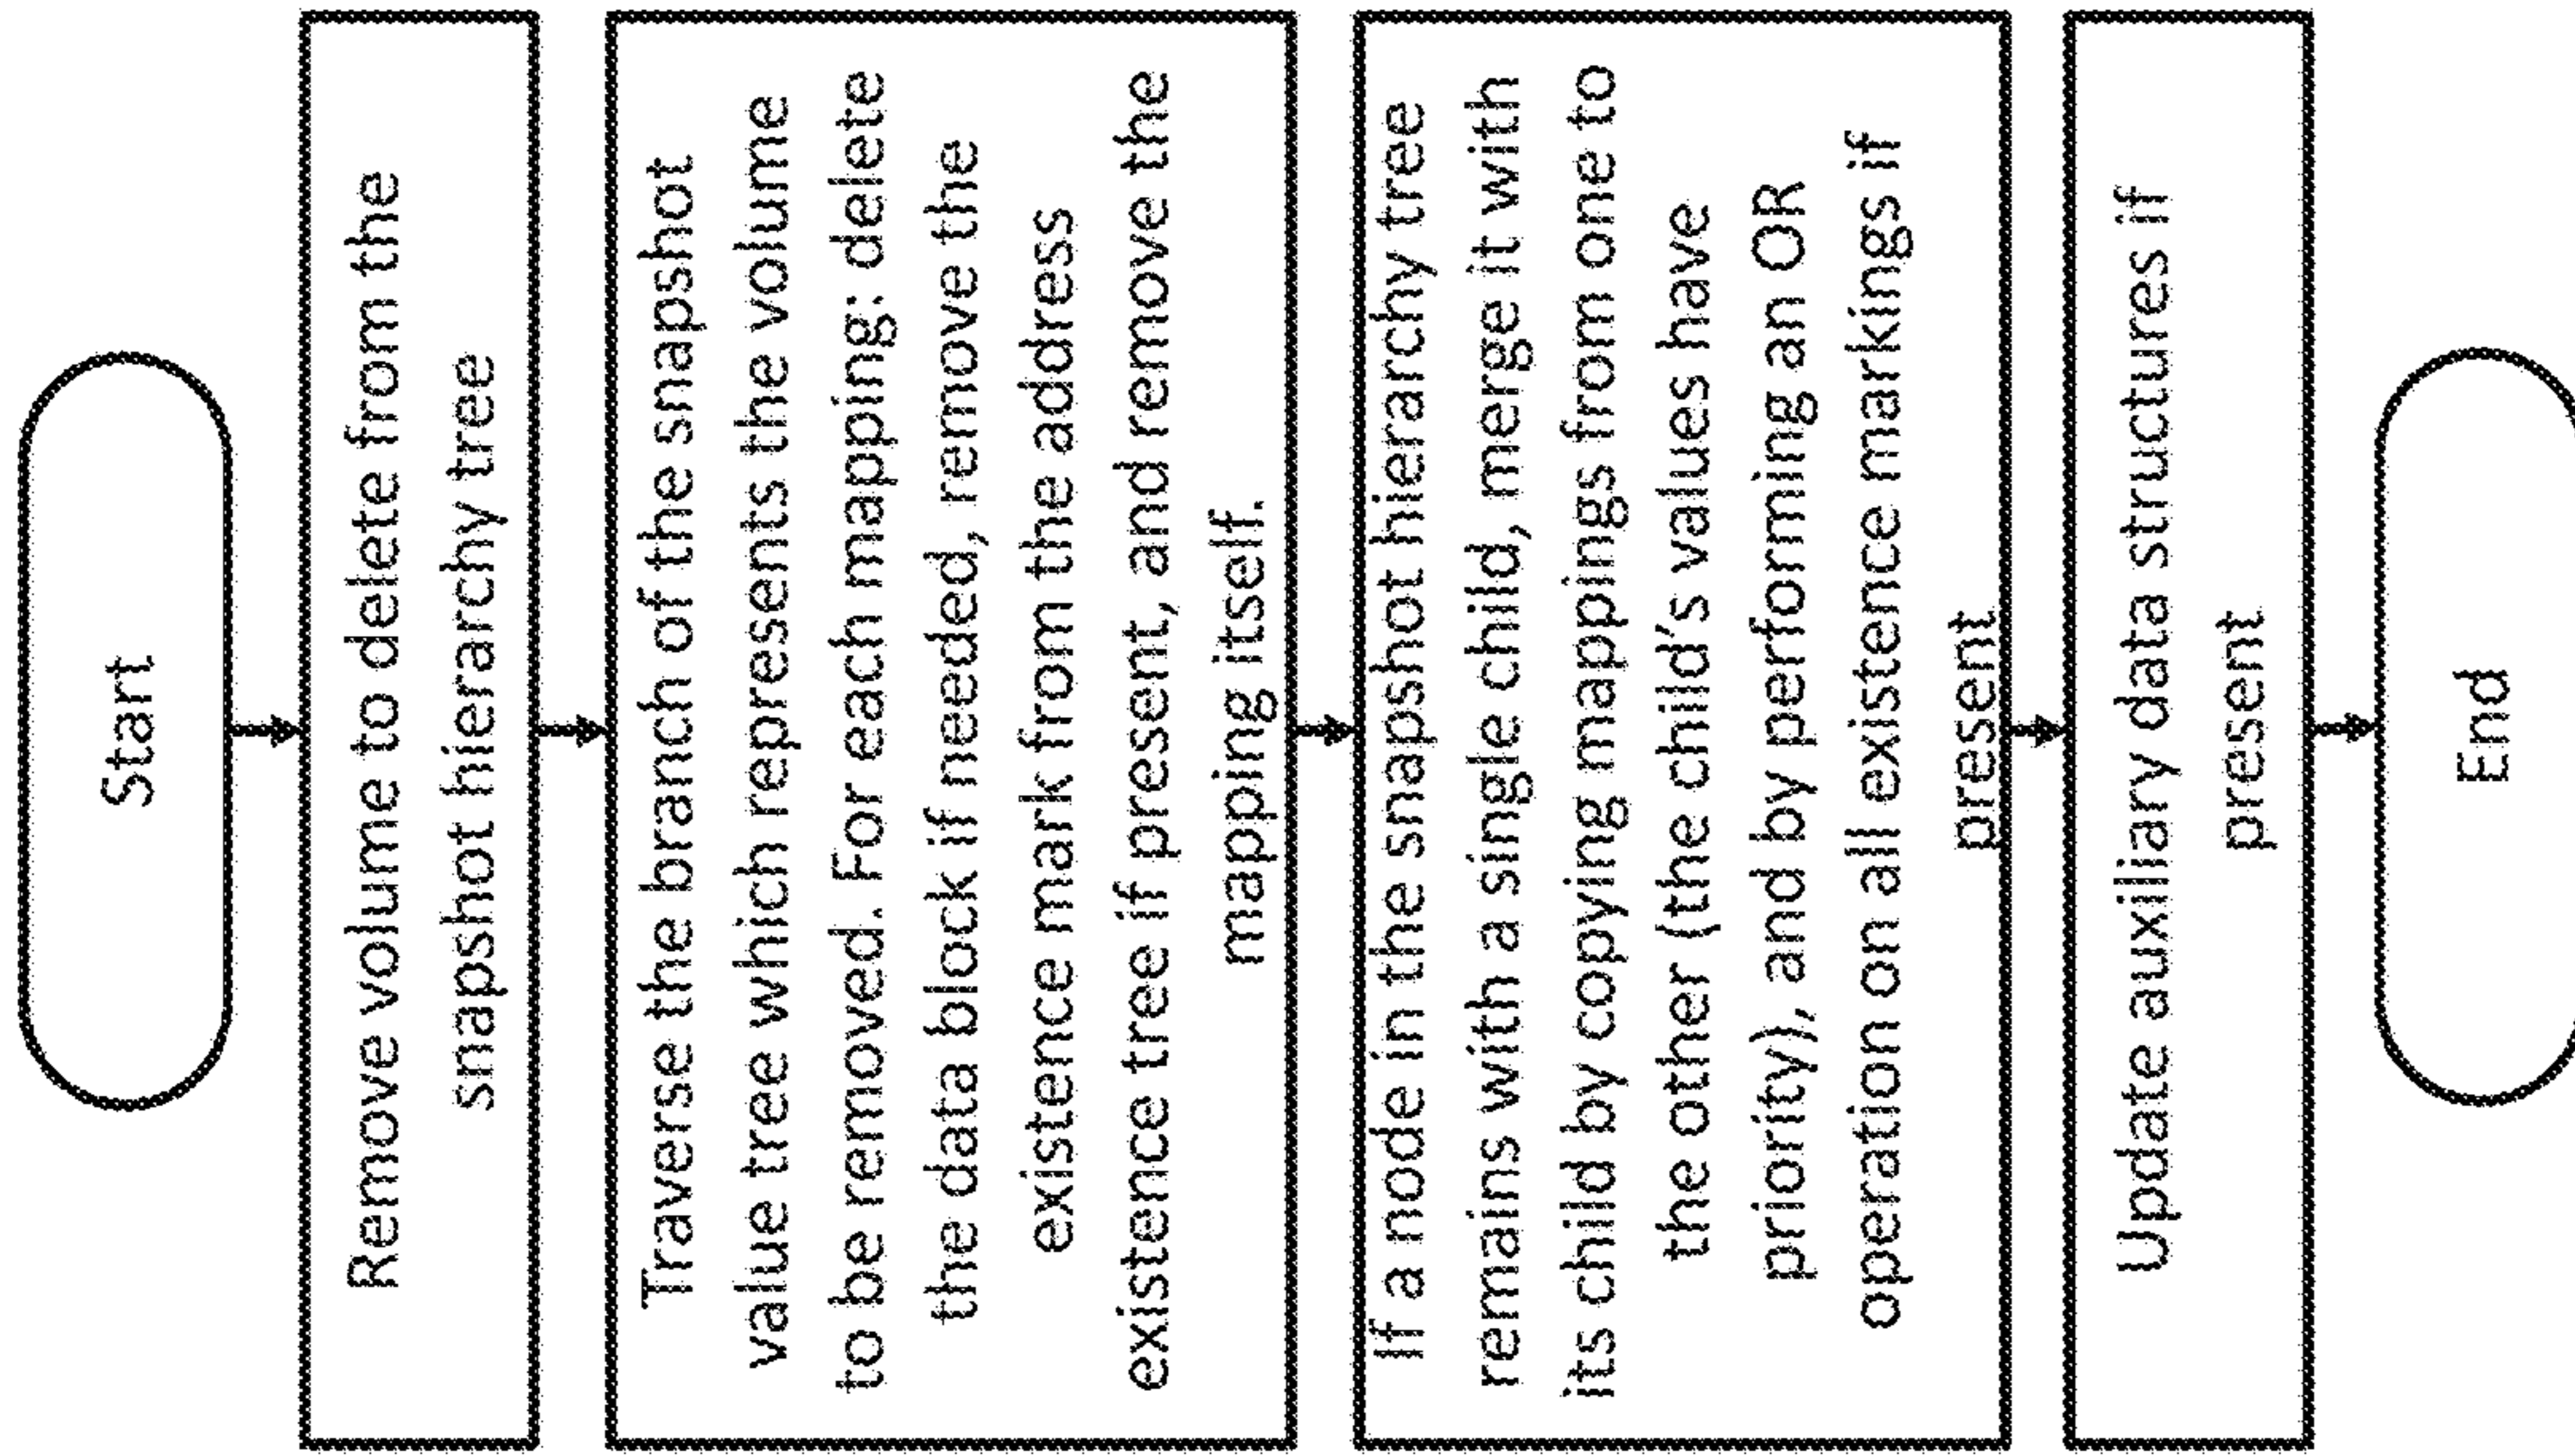 Start
Remove volume to delete from the
snapshot hierarchy tree
Traverse the branch of the snapshot
value tree which represents the volume
to be removed. For each mapping: delete
the data block if needed, remove the
existence mark from the address
existence tree if present, and remove the
mapping itself.
If a node in the snapshot hierarchy tree
remains with a single child, merge it with
its child by copying mappings from one to
the other (the child's values have
priority), and by performing an OR
operation on all existence markings if
present
Update auxiliary data structures if
present
End